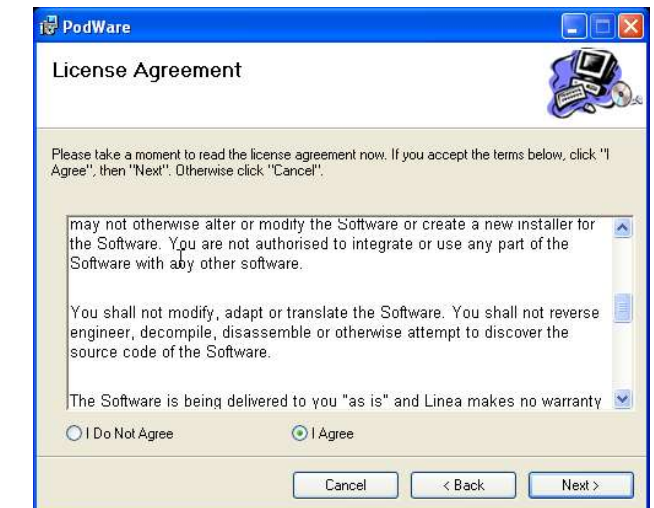 PodWare
License Agreement
Please take a moment to read the license agreement now. If you accept the terms below, click "I
Agree", then "Next". Otherwise click "Cancel".
may not otherwise alter or modify the Software or create a new installer for
the Software. You are not authorised to integrate or use any part of the
Software with any other software.
You shall not modify, adapt or translate the Software. You shall not reverse
engineer, decompile, disassemble or otherwise attempt to discover the
source code of the Software.
The Software is being delivered to you "as is" and Linea makes no warranty
I Do Not Agree
I Agree
Cancel
< Back
Next >